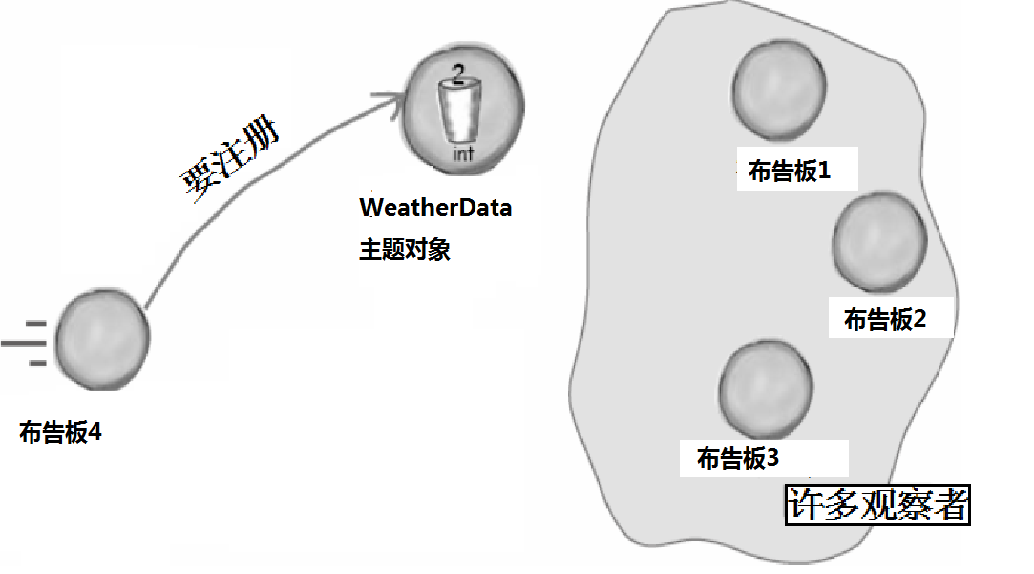 2
int
要注册
WeatherData
主题对象
布告板1
布告板2
布告板3
布告板4
许多观察者